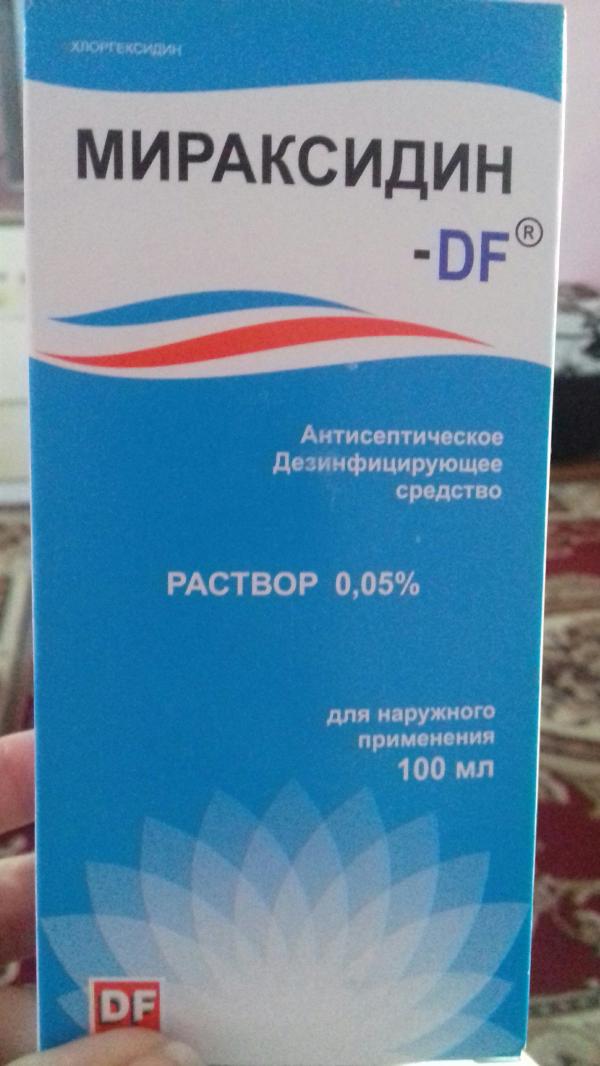 ХЛОРГЕКСИДИН
МИРАКСИДИН
-DF®
Антисептическое
Дезинфицирующее
средство
РАСТВОР 0,05%
для наружного
применения
100 мл
DF